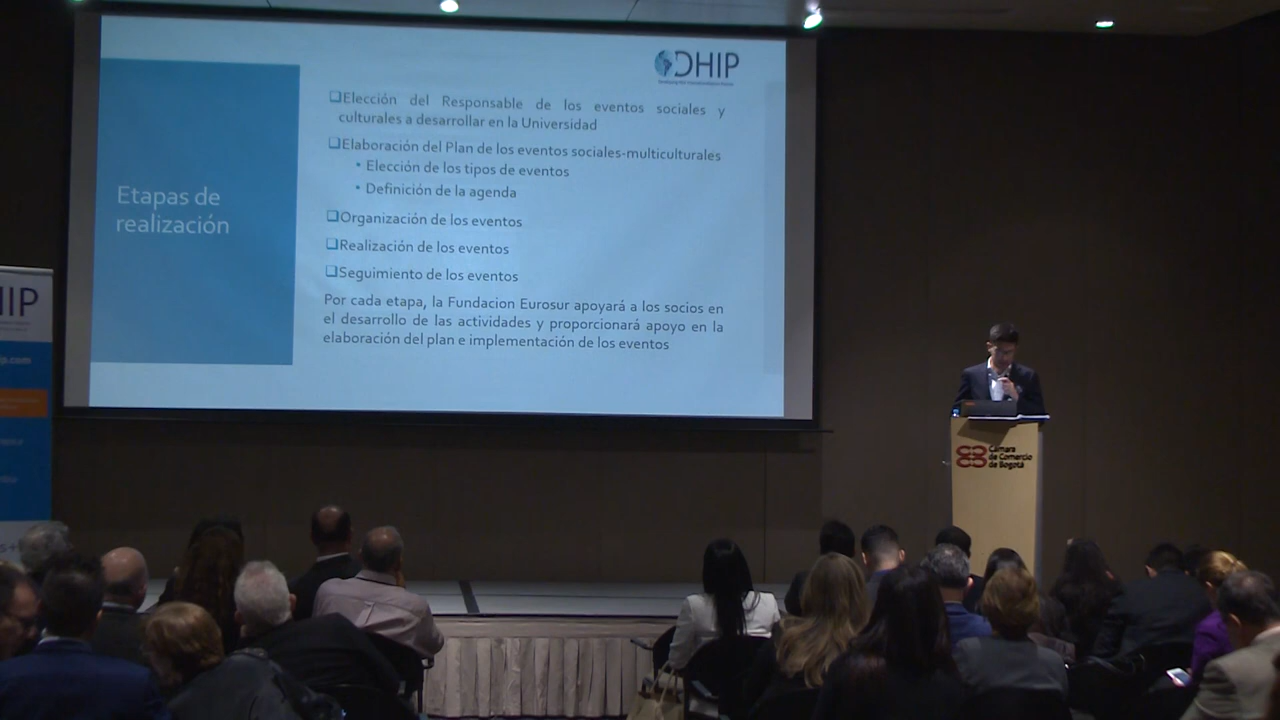 DHIP
Etapas de
realización
❑Elección del Responsable de los eventos sociales y
culturales a desarrollar en la Universidad
❑Elaboración del Plan de los eventos sociales-multiculturales
• Elección de los tipos de eventos
• Definición de la agenda
❑Organización de los eventos
❑Realización de los eventos
❑Seguimiento de los eventos
Por cada etapa, la Fundacion Eurosur apoyará a los socios en
el desarrollo de las actividades y proporcionará apoyo en la
elaboración del plan e implementación de los eventos
HIP
ip.com
Cámara
de Comercio
de Bogotá